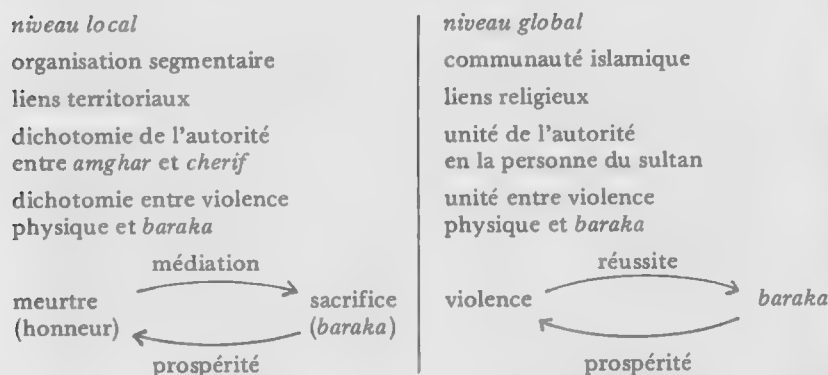 niveau local
organisation segmentaire
liens territoriaux
dichotomie de l'autorité
entre amghar et cherif
dichotomie entre violence
physique et baraka
médiation
meurtre
(honneur)
sacrifice
(baraka)
prospérité
niveau global
communauté islamique
liens religieux
unité de l'autorité
en la personne du sultan
unité entre violence
physique et baraka
réussite
violence
baraka
prospérité